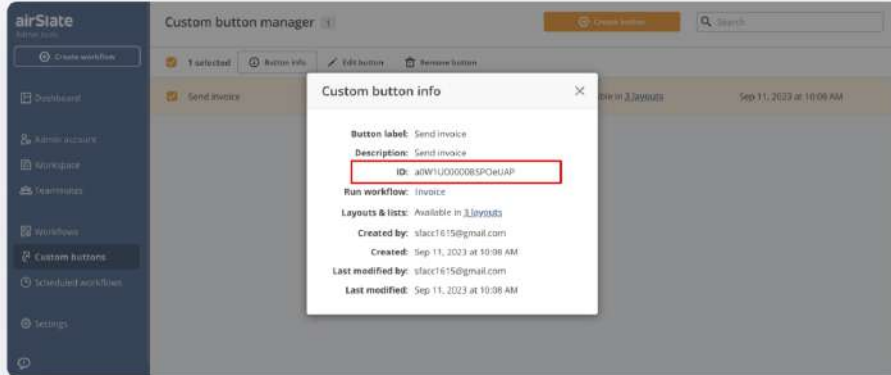 airSlate
Custom button manager 1
Create button
Search
Create workflow
1 selected
Button info
Edit button
Remove button
Dashboard
Send invoice
Available in 3 layouts
Sep 11, 2023 at 10:08 AM
Admin account
Workspace
Teammates
Workflows
Custom buttons
Scheduled workflows
Settings
Custom button info
Button label: Send invoice
Description: Send invoice
Run workflow: Invoice
Layouts & lists: Available in 3 layouts
Created by: sfacc1615@gmail.com
Created: Sep 11, 2023 at 10:08 AM
Last modified by: sfacc1615@gmail.com
Last modified: Sep 11, 2023 at 10:08 AM